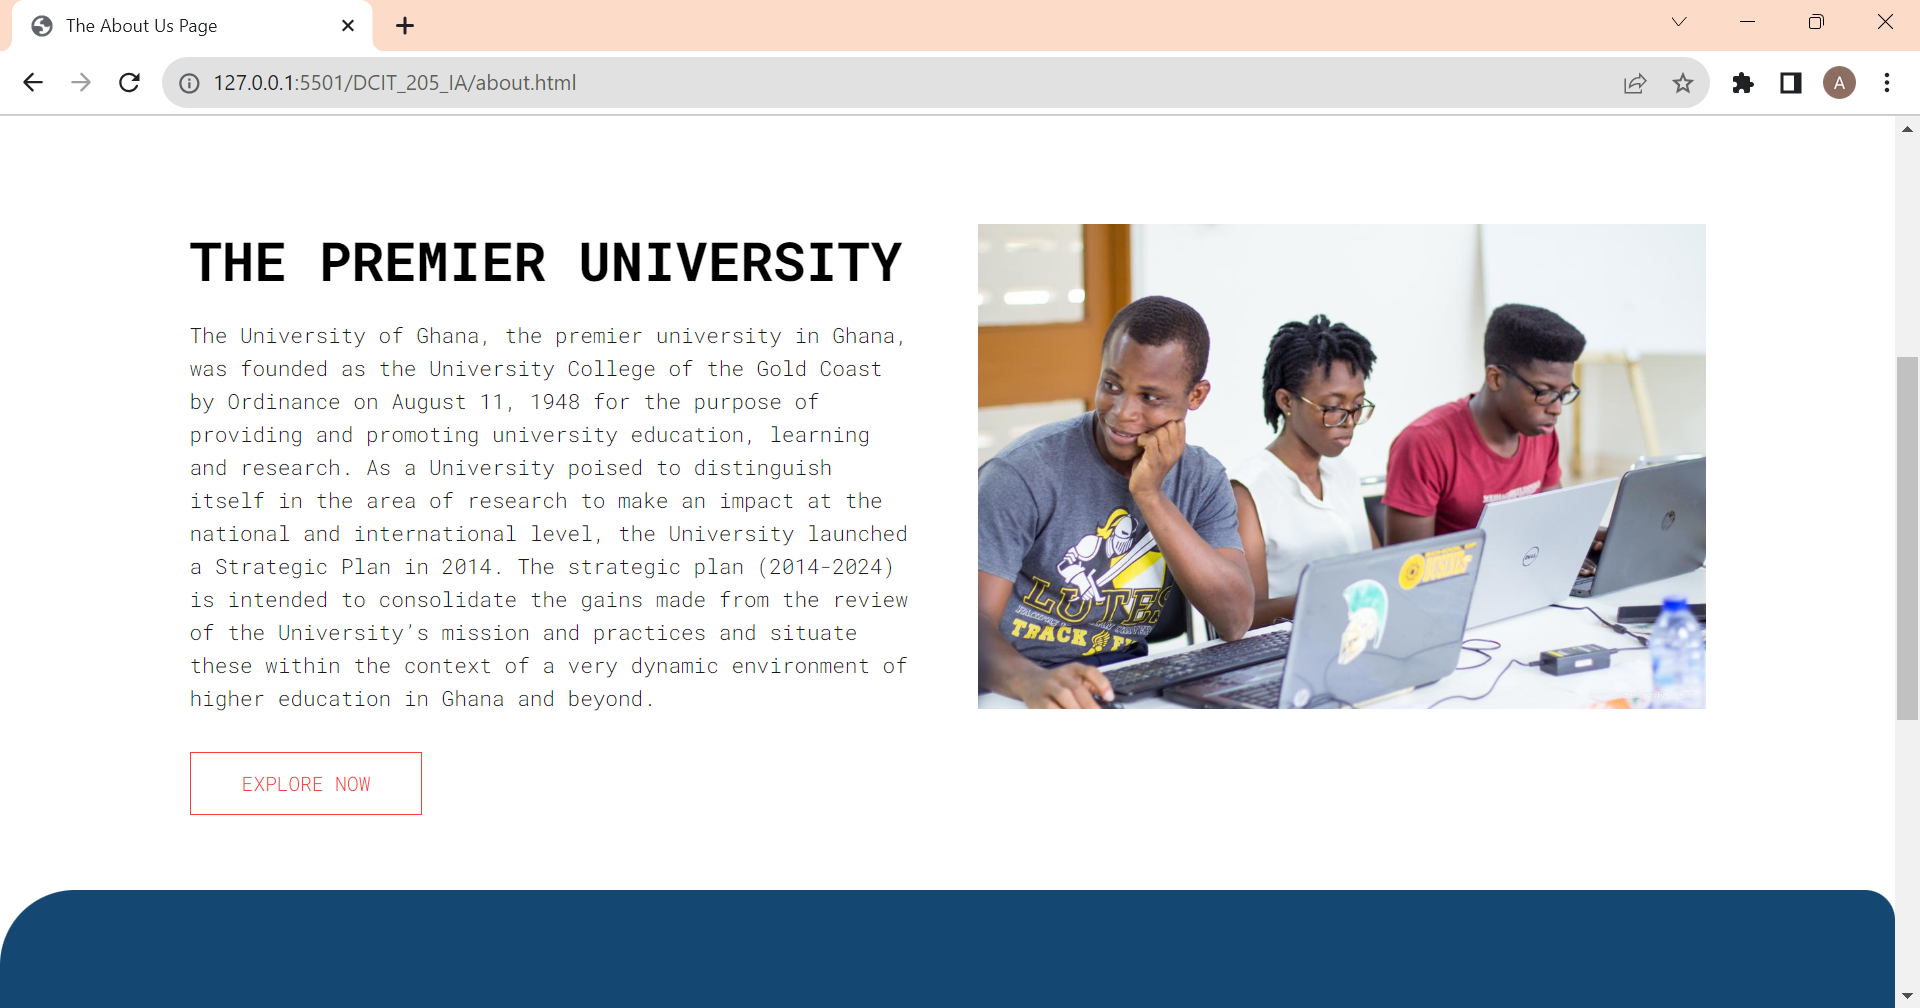 The About Us Page
127.0.0.1:5501/DCIT_205_IA/about.html
A
THE PREMIER UNIVERSITY
The University of Ghana, the premier university in Ghana,
was founded as the University College of the Gold Coast
by Ordinance on August 11, 1948 for the purpose of
providing and promoting university education, learning
and research. As a University poised to distinguish
itself in the area of research to make an impact at the
national and international level, the University launched
a Strategic Plan in 2014. The strategic plan (2014-2024)
is intended to consolidate the gains made from the review
of the University’s mission and practices and situate
these within the context of a very dynamic environment of
higher education in Ghana and beyond.
EXPLORE NOW
LUTES
TRACK
DELL